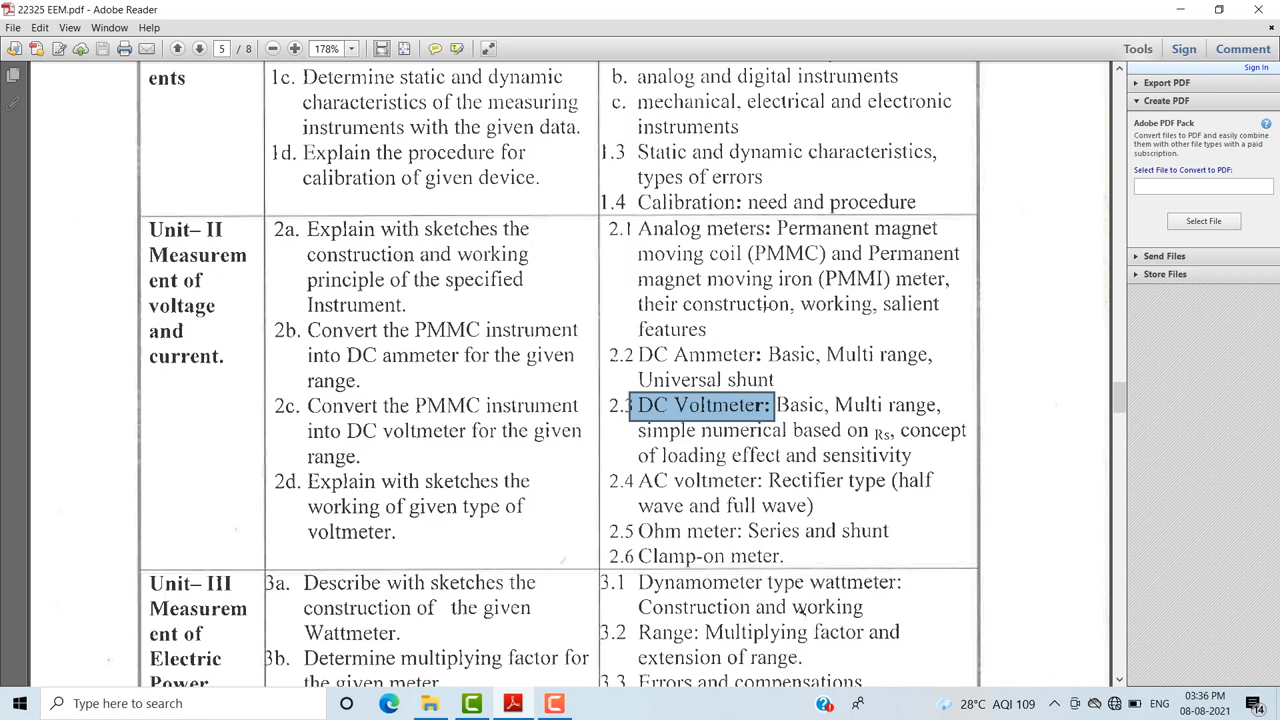 22325 EEM.pdf - Adobe Reader
File Edit View Window Help
5 / 8 178% Tools Sign Comment
Sign In
Export PDF
Create PDF
Adobe PDF Pack
Convert files to PDF and easily combine
them with other file types with a paid
subscription.
Select File to Convert to PDF:
Select File
Send Files
Store Files
ents
1c. Determine static and dynamic
characteristics of the measuring
instruments with the given data.
1d. Explain the procedure for
calibration of given device.
b. analog and digital instruments
c. mechanical, electrical and electronic
instruments
1.3 Static and dynamic characteristics,
types of errors
1.4 Calibration: need and procedure
Unit– II
Measurem
ent of
voltage
and
current.
2a. Explain with sketches the
construction and working
principle of the specified
Instrument.
2b. Convert the PMMC instrument
into DC ammeter for the given
range.
2c. Convert the PMMC instrument
into DC voltmeter for the given
range.
2d. Explain with sketches the
working of given type of
voltmeter.
2.1 Analog meters: Permanent magnet
moving coil (PMMC) and Permanent
magnet moving iron (PMMI) meter,
their construction, working, salient
features
2.2 DC Ammeter: Basic, Multi range,
Universal shunt
2.3 DC Voltmeter: Basic, Multi range,
simple numerical based on Rs, concept
of loading effect and sensitivity
2.4 AC voltmeter: Rectifier type (half
wave and full wave)
2.5 Ohm meter: Series and shunt
2.6 Clamp-on meter.
Unit– III
Measurem
ent of
Electric
Power
3a. Describe with sketches the
construction of the given
Wattmeter.
3b. Determine multiplying factor for
the given meter
3.1 Dynamometer type wattmeter:
Construction and working
3.2 Range: Multiplying factor and
extension of range.
3.3 Errors and compensations
Type here to search
28°C AQI 109 ENG 03:36 PM
08-08-2021
14